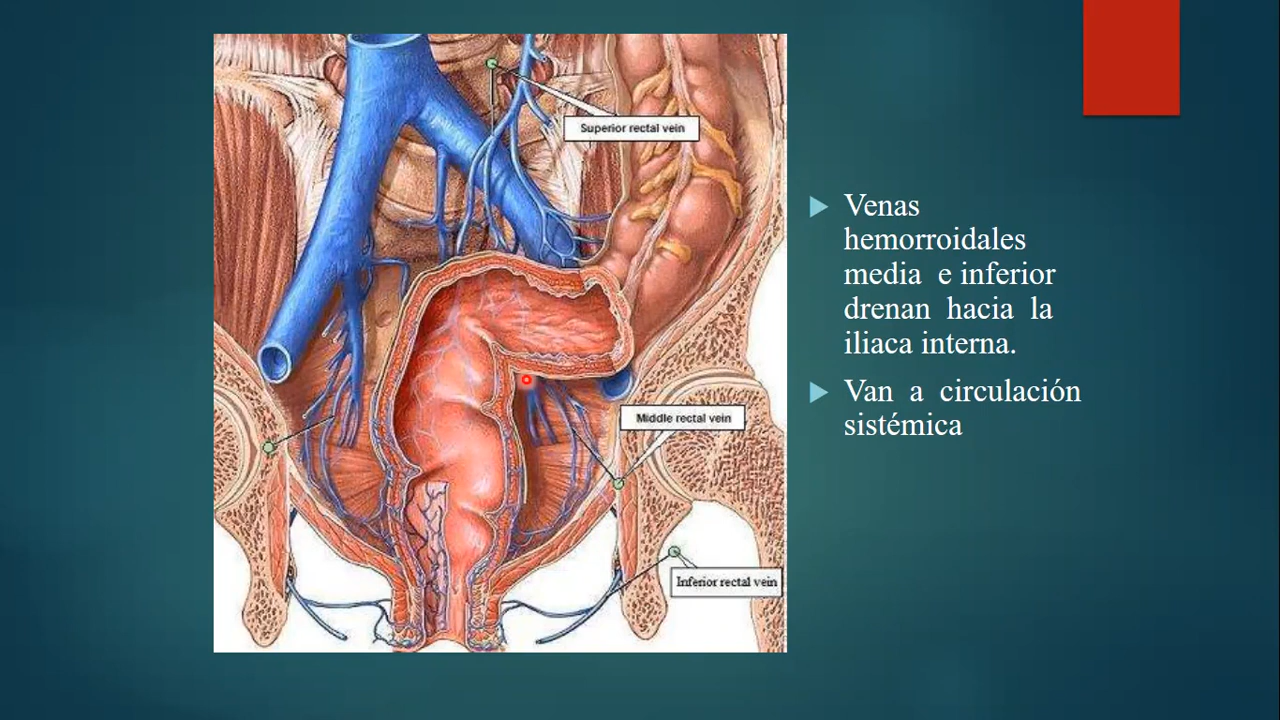 Superior rectal vein
Venas
hemorroidales
media e inferior
drenan hacia la
iliaca interna.
Van a circulación
sistémica
Middle rectal vein
Inferior rectal vein